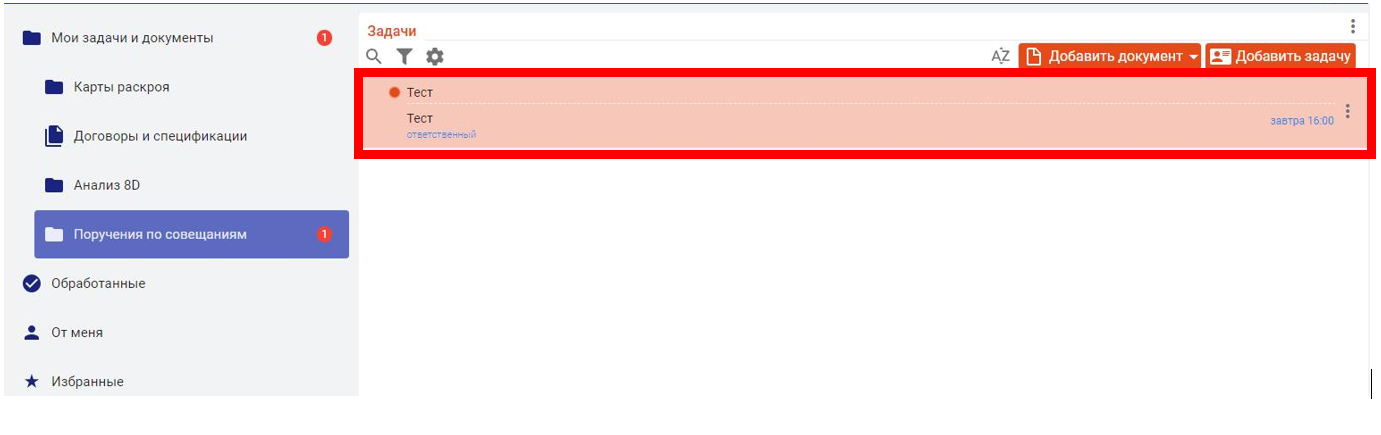 Мои задачи и документы 1
Карты раскроя
Договоры и спецификации
Анализ 8D
Поручения по совещаниям 1
Обработанные
От меня
Избранные
Задачи
AZ Добавить документ Добавить задачу
Тест
Тест
ответственный
завтра 16:00